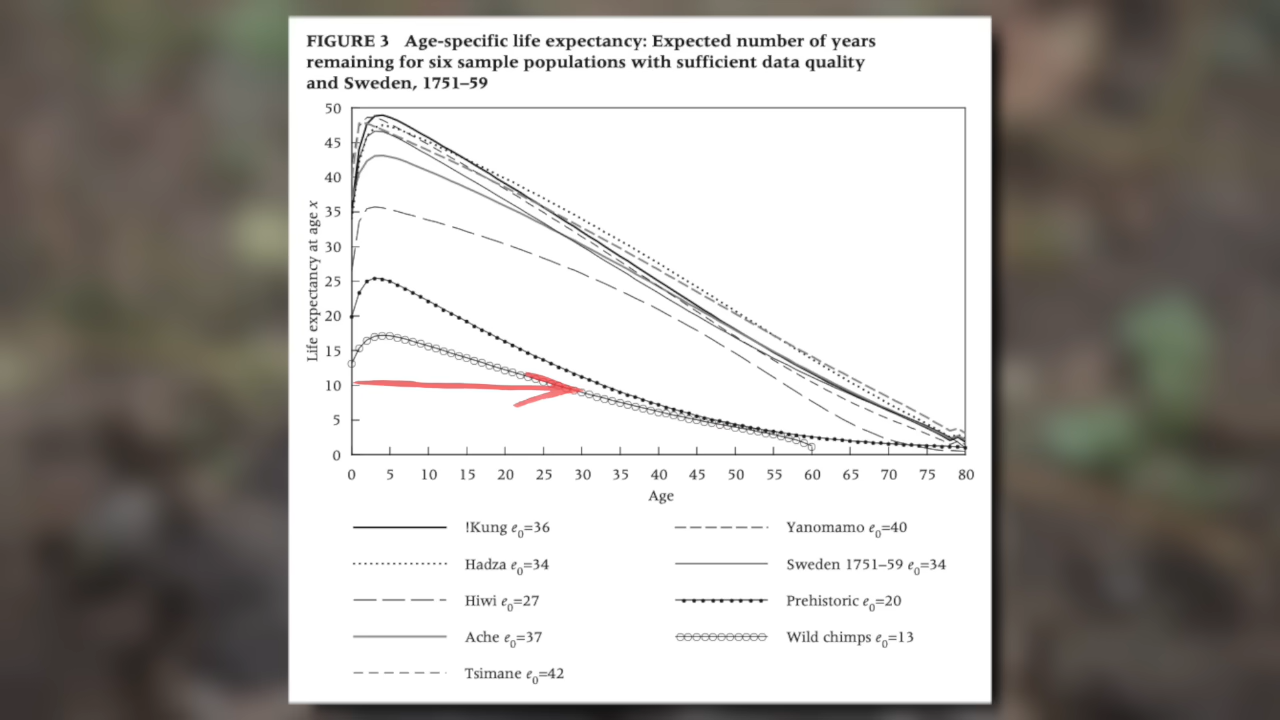 FIGURE 3 Age-specific life expectancy: Expected number of years
remaining for six sample populations with sufficient data quality
and Sweden, 1751–59
50
45
40
35
30
25
20
15
10
5
0
Life expectancy at age x
0 5 10 15 20 25 30 35 40 45 50 55 60 65 70 75 80
Age
!Kung e0=36
Hadza e0=34
Hiwi e0=27
Ache e0=37
Tsimane e0=42
Yanomamo e0=40
Sweden 1751–59 e0=34
Prehistoric e0=20
Wild chimps e0=13